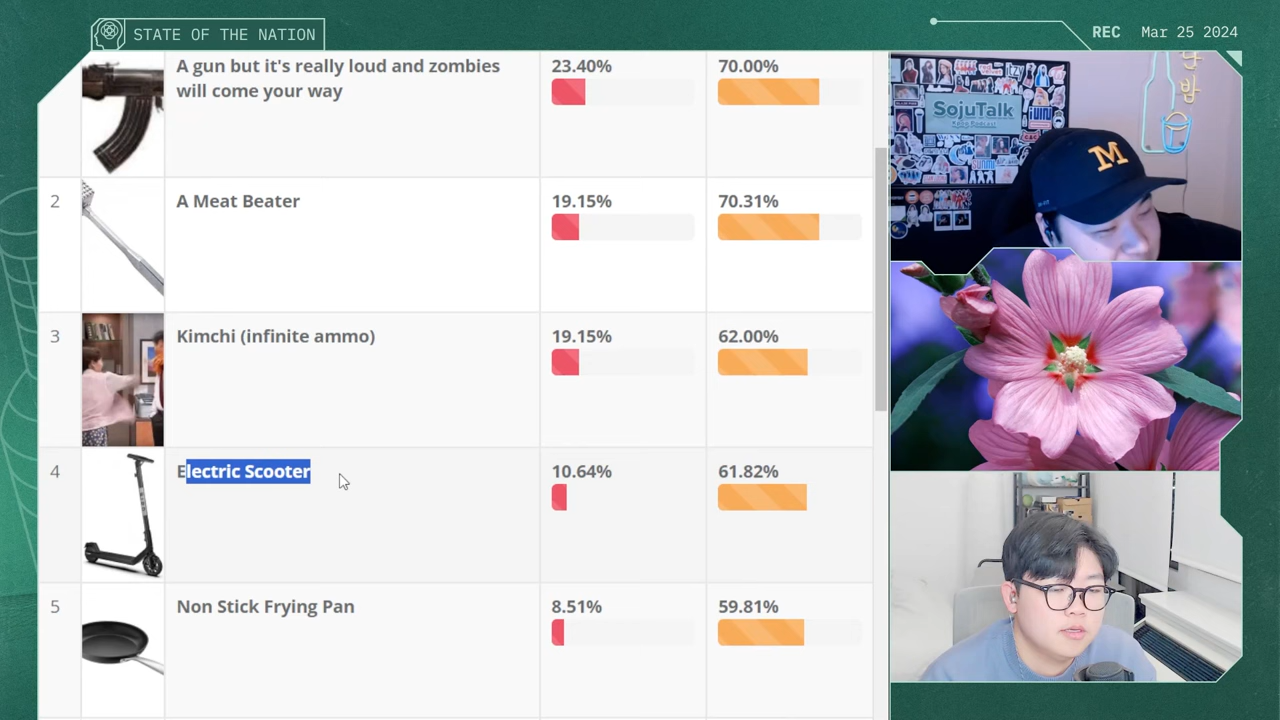 STATE OF THE NATION
REC Mar 25 2024
A gun but it's really loud and zombies
will come your way
23.40%
70.00%
2
A Meat Beater
19.15%
70.31%
3
Kimchi (infinite ammo)
19.15%
62.00%
4
Electric Scooter
10.64%
61.82%
5
Non Stick Frying Pan
8.51%
59.81%
SojuTalk
Kpop Podcast
M